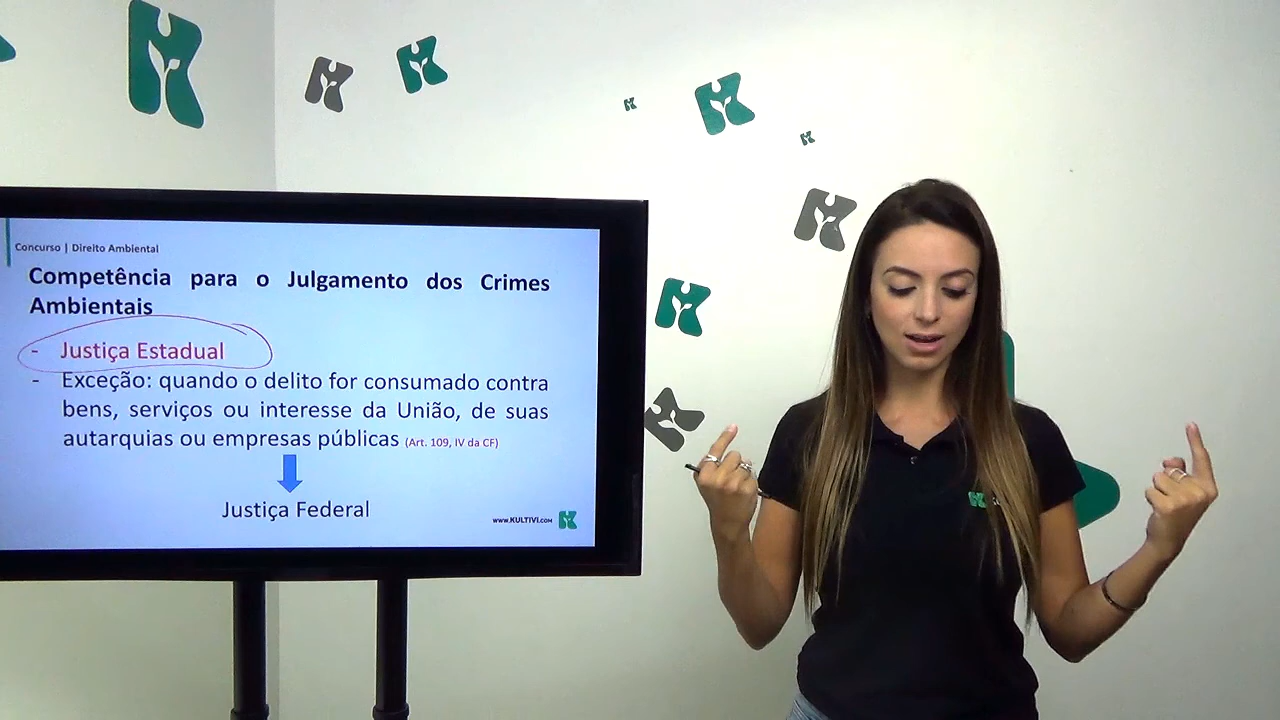 Concurso | Direito Ambiental
Competência para o Julgamento dos Crimes
Ambientais
- Justiça Estadual
- Exceção: quando o delito for consumado contra
bens, serviços ou interesse da União, de suas
autarquias ou empresas públicas (Art. 109, IV da CF)
Justiça Federal
www.KULTIVI.com